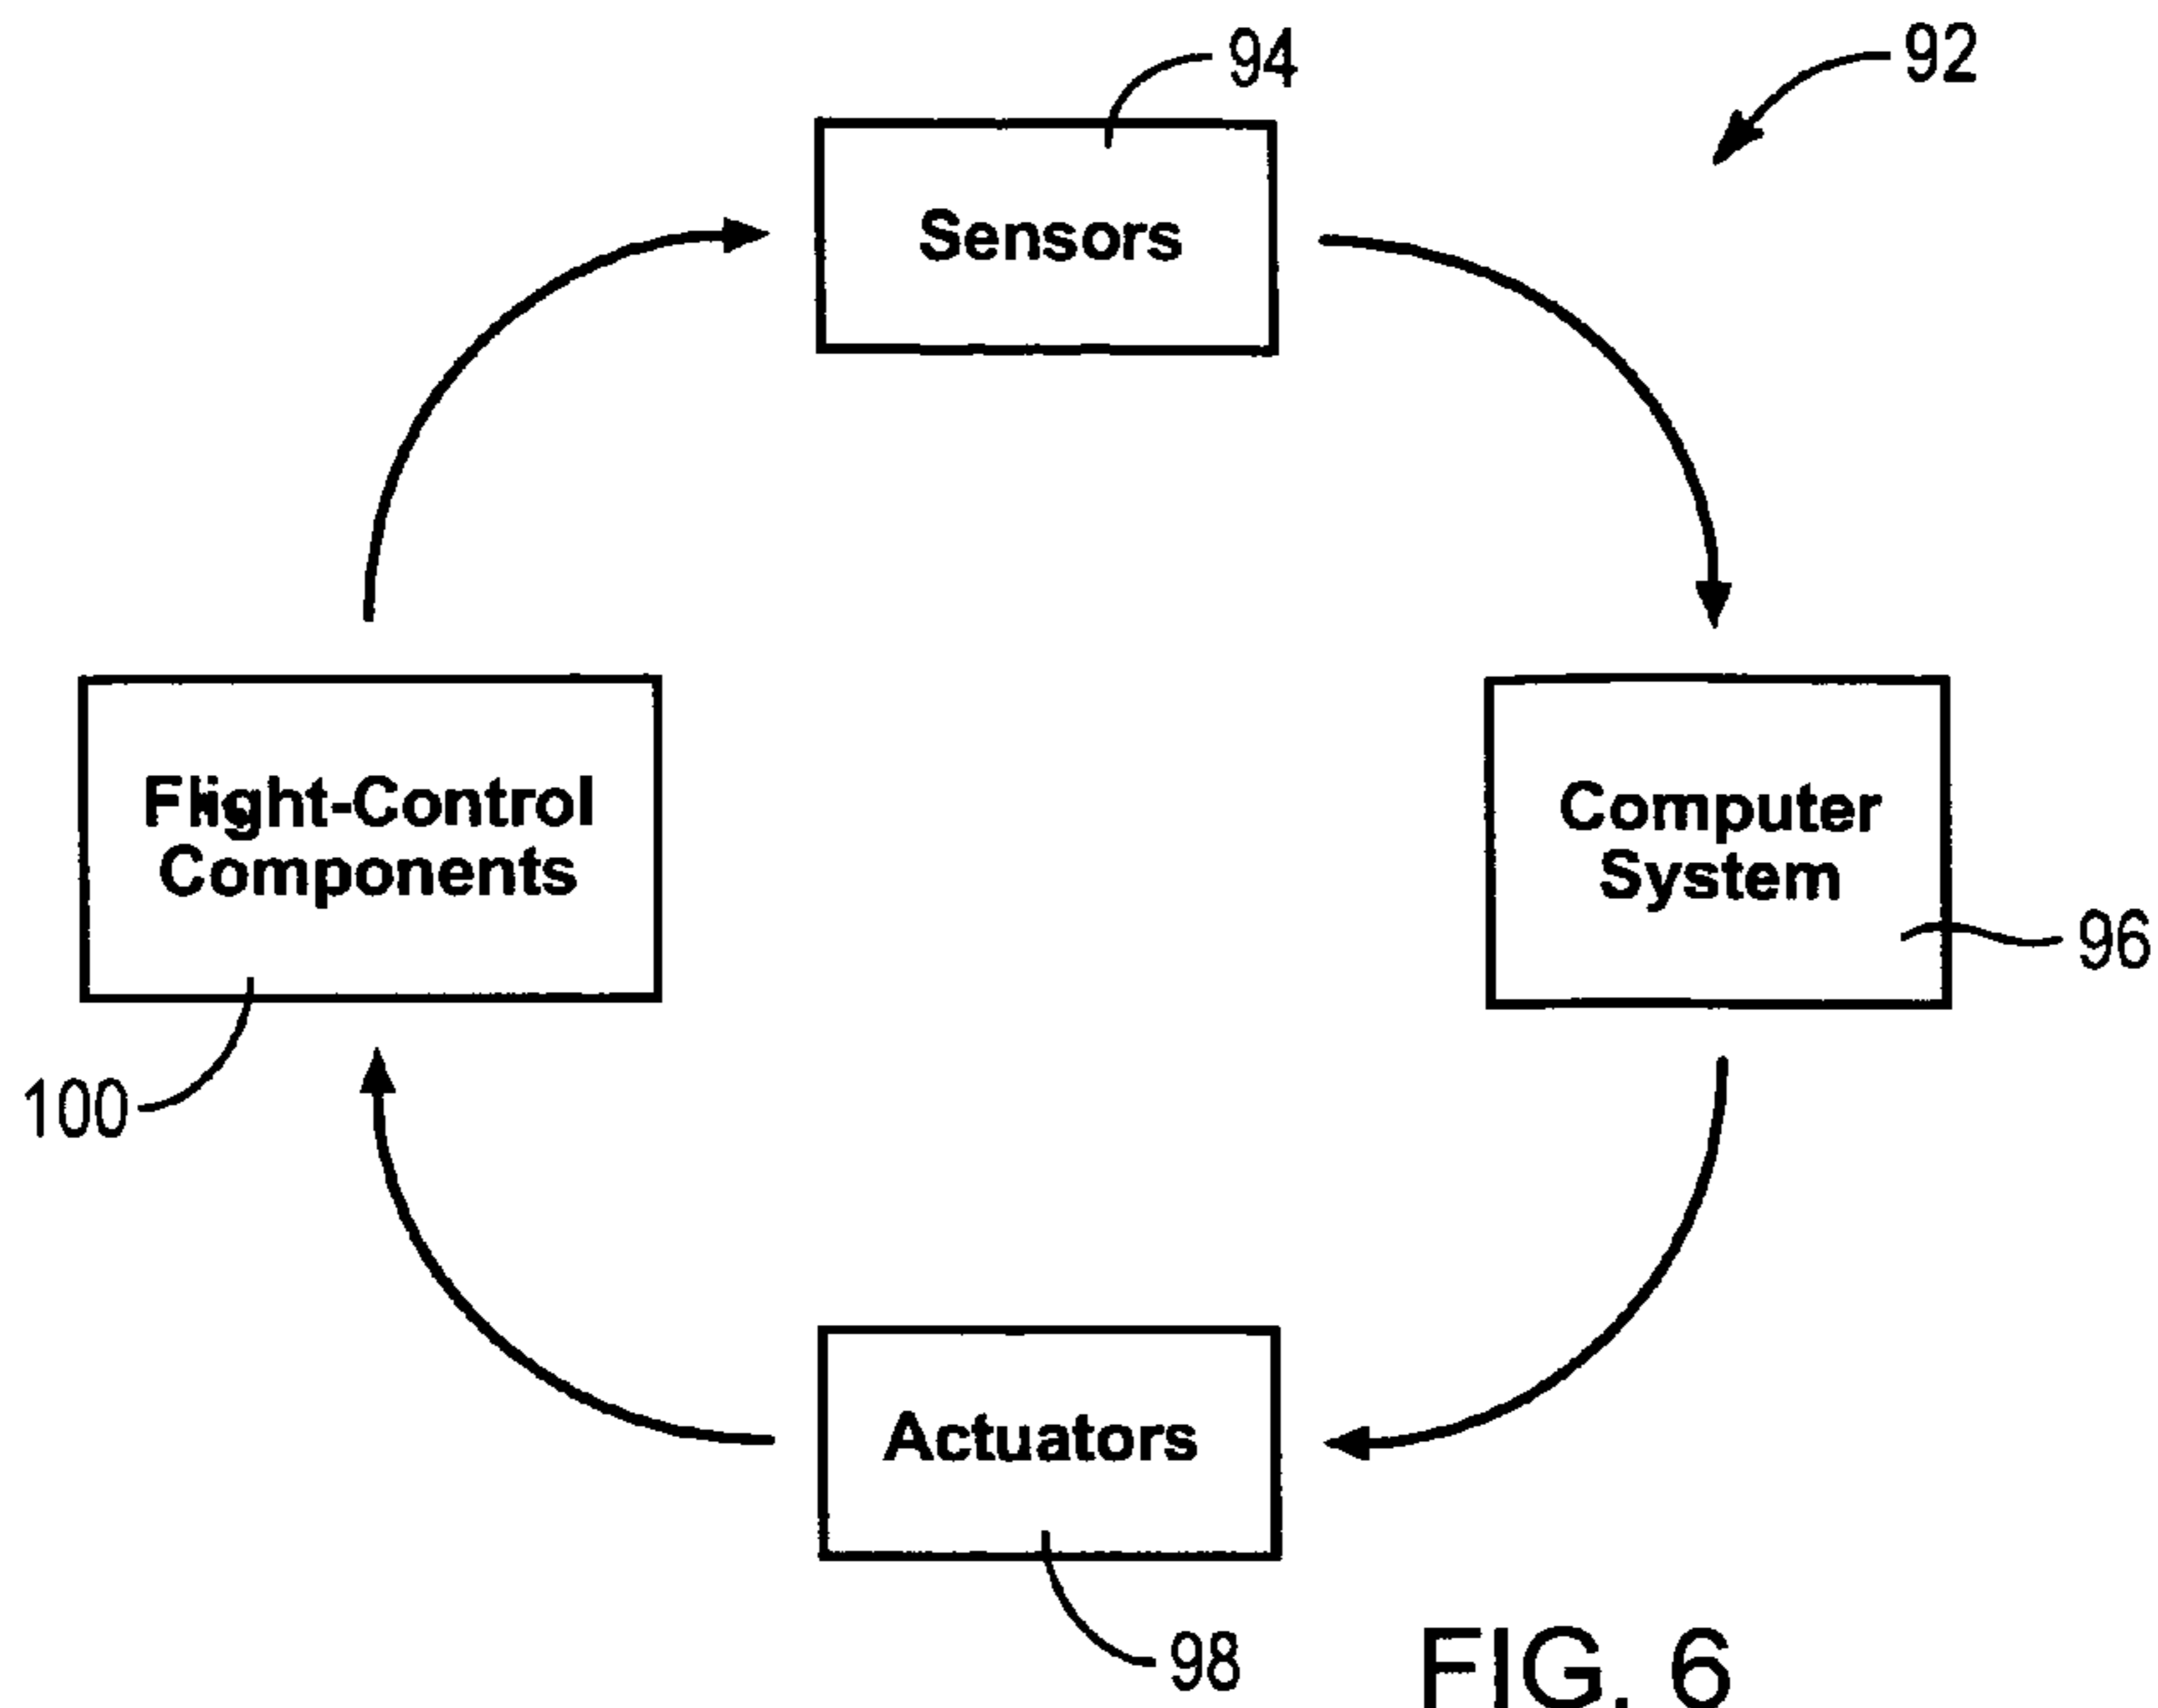 94
92
Sensors
Flight-Control
Components
Computer
System
96
100
Actuators
98
FIG. 6